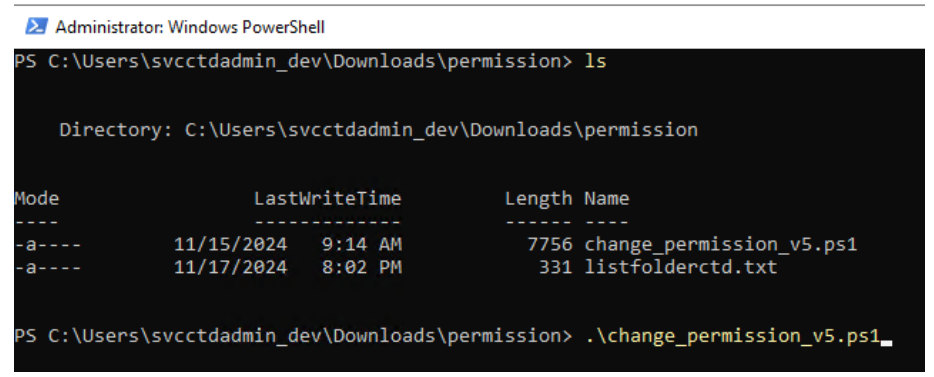 Administrator: Windows PowerShell
PS C:\Users\svcctdadmin_dev\Downloads\permission> ls
Directory: C:\Users\svcctdadmin_dev\Downloads\permission
Mode LastWriteTime Length Name
---- ------------- ------ ----
-a---- 11/15/2024 9:14 AM 7756 change_permission_v5.ps1
-a---- 11/17/2024 8:02 PM 331 listfolderctd.txt
PS C:\Users\svcctdadmin_dev\Downloads\permission> .\change_permission_v5.ps1